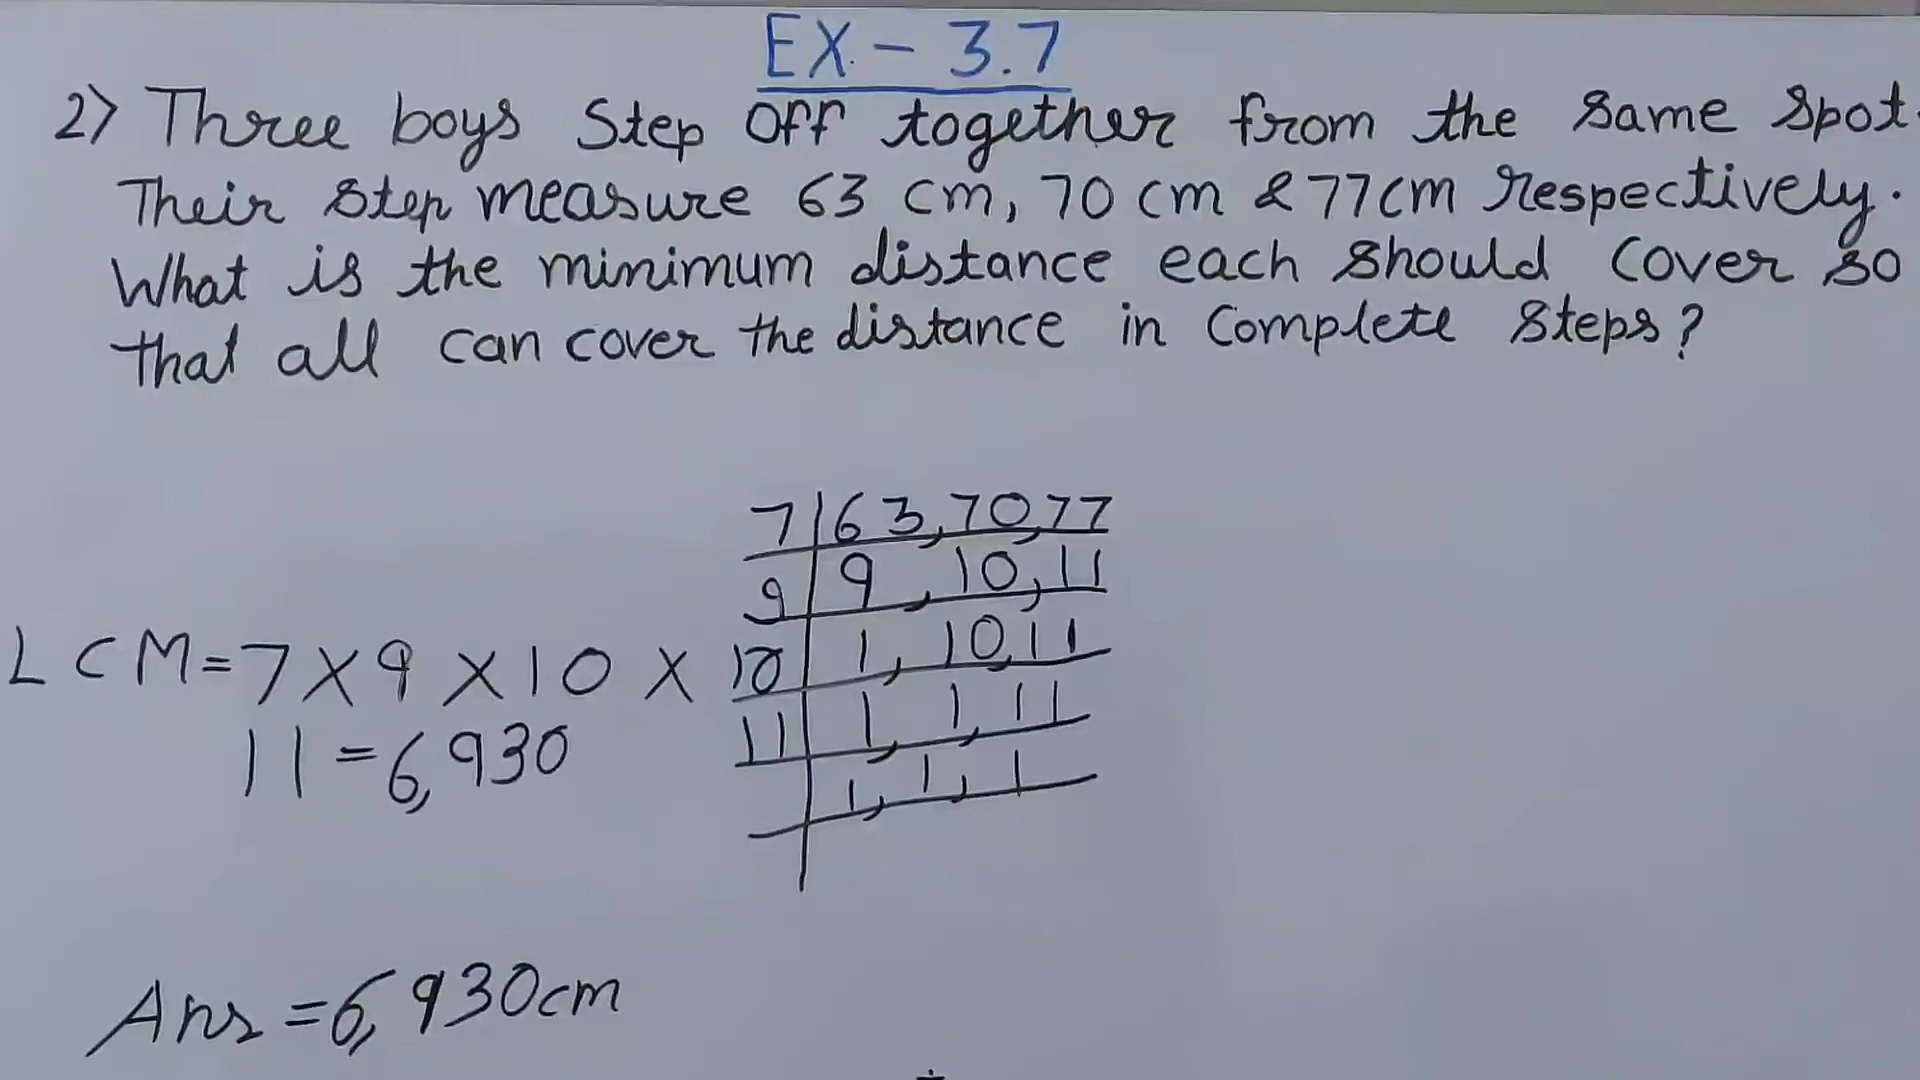 EX - 3.7
2) Three boys Step off together from the same spot.
Their step measure 63 cm, 70 cm & 77cm respectively.
What is the minimum distance each should cover so
that all can cover the distance in Complete steps?
7 | 63, 70, 77
9 | 9, 10, 11
10 | 1, 10, 11
11 | 1, 1, 11
1, 1, 1
LCM = 7 X 9 X 10 X
11 = 6,930
Ans = 6,930cm